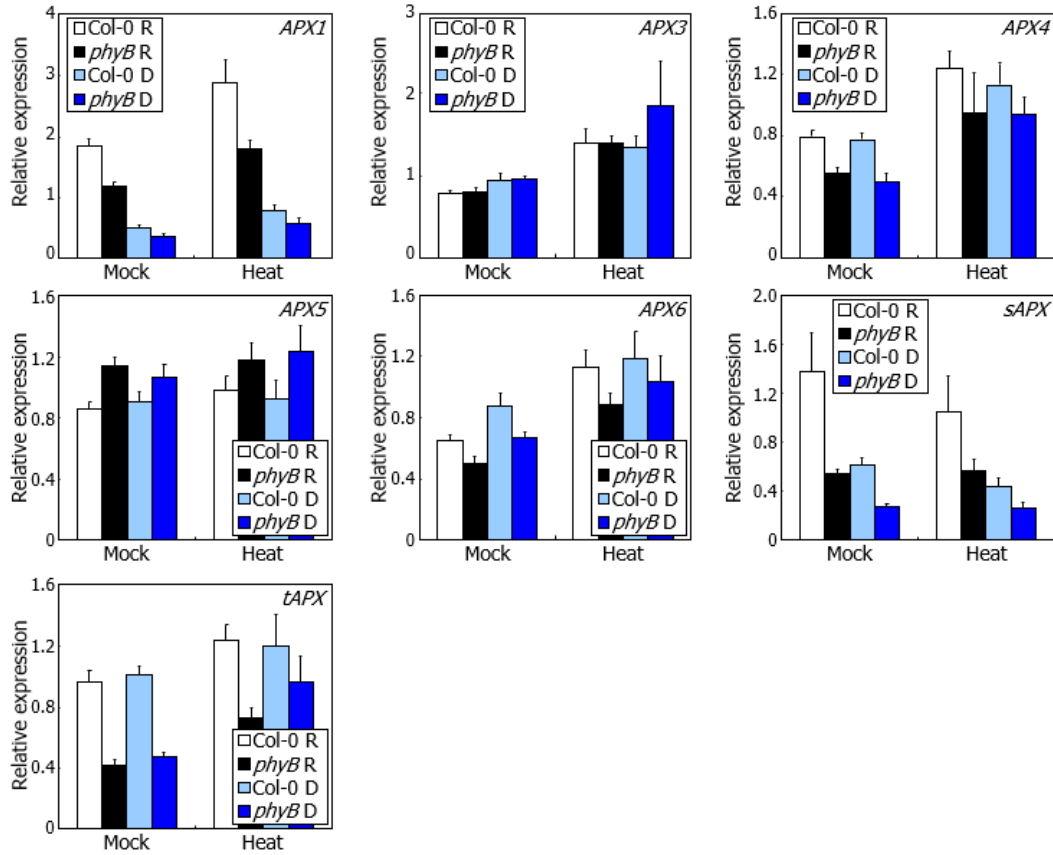 APX1
Col-0 R
phyB R
Col-0 D
phyB D
Relative expression
4
3
2
1
0
Mock Heat
APX3
Col-0 R
phyB R
Col-0 D
phyB D
Relative expression
3
2
1
0
Mock Heat
APX4
Col-0 R
phyB R
Col-0 D
phyB D
Relative expression
1.6
1.2
0.8
0.4
0
Mock Heat
APX5
Relative expression
1.6
1.2
0.8
0.4
0
Col-0 R
phyB R
Col-0 D
phyB D
Mock Heat
APX6
Relative expression
1.6
1.2
0.8
0.4
0
Col-0 R
phyB R
Col-0 D
phyB D
Mock Heat
sAPX
Col-0 R
phyB R
Col-0 D
phyB D
Relative expression
2.0
1.6
1.2
0.8
0.4
0
Mock Heat
tAPX
Relative expression
1.6
1.2
0.8
0.4
0
Col-0 R
phyB R
Col-0 D
phyB D
Mock Heat